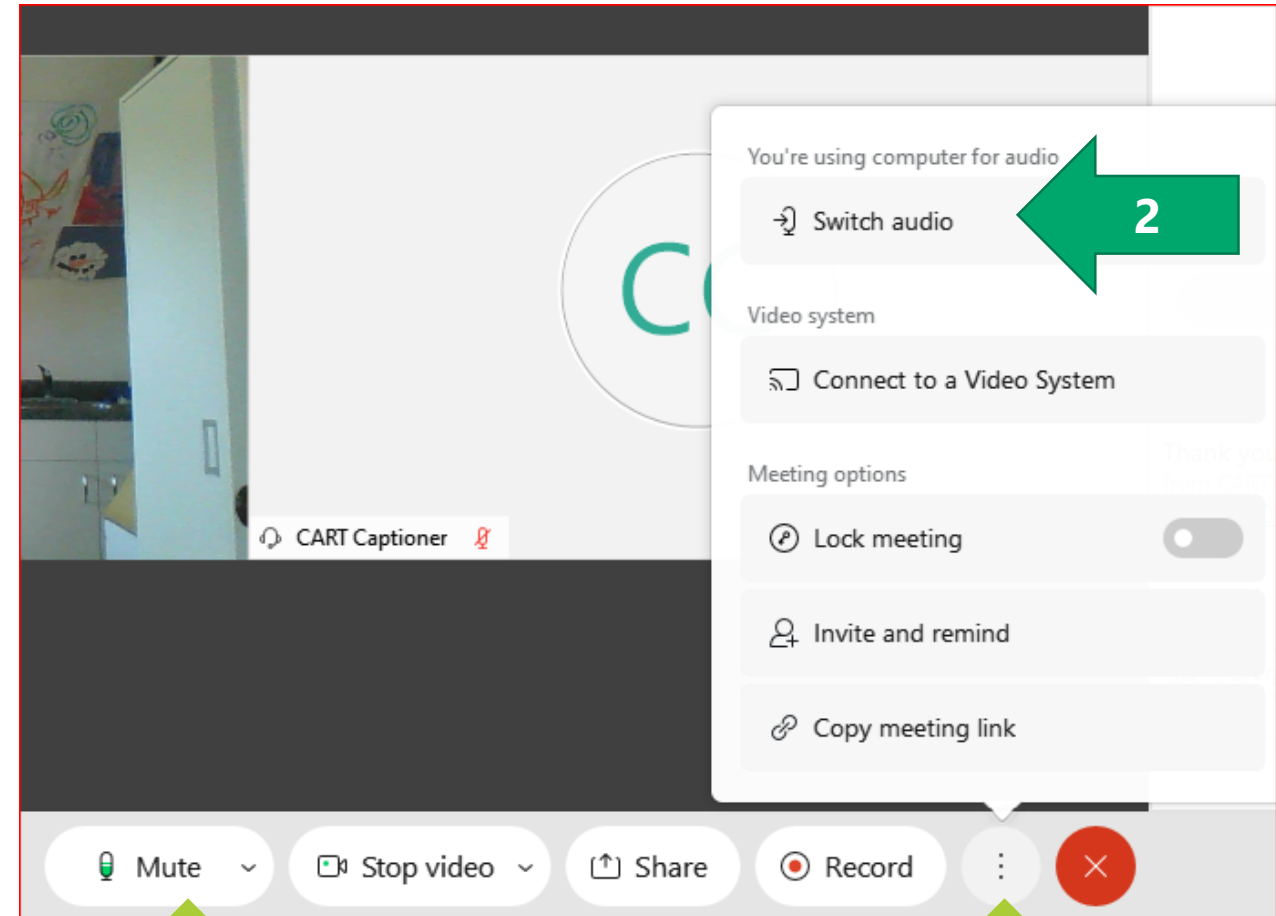 You're using computer for audio
Switch audio
2
Video system
Connect to a Video System
Meeting options
Lock meeting
Invite and remind
Copy meeting link
CART Captioner
Mute
Stop video
Share
Record